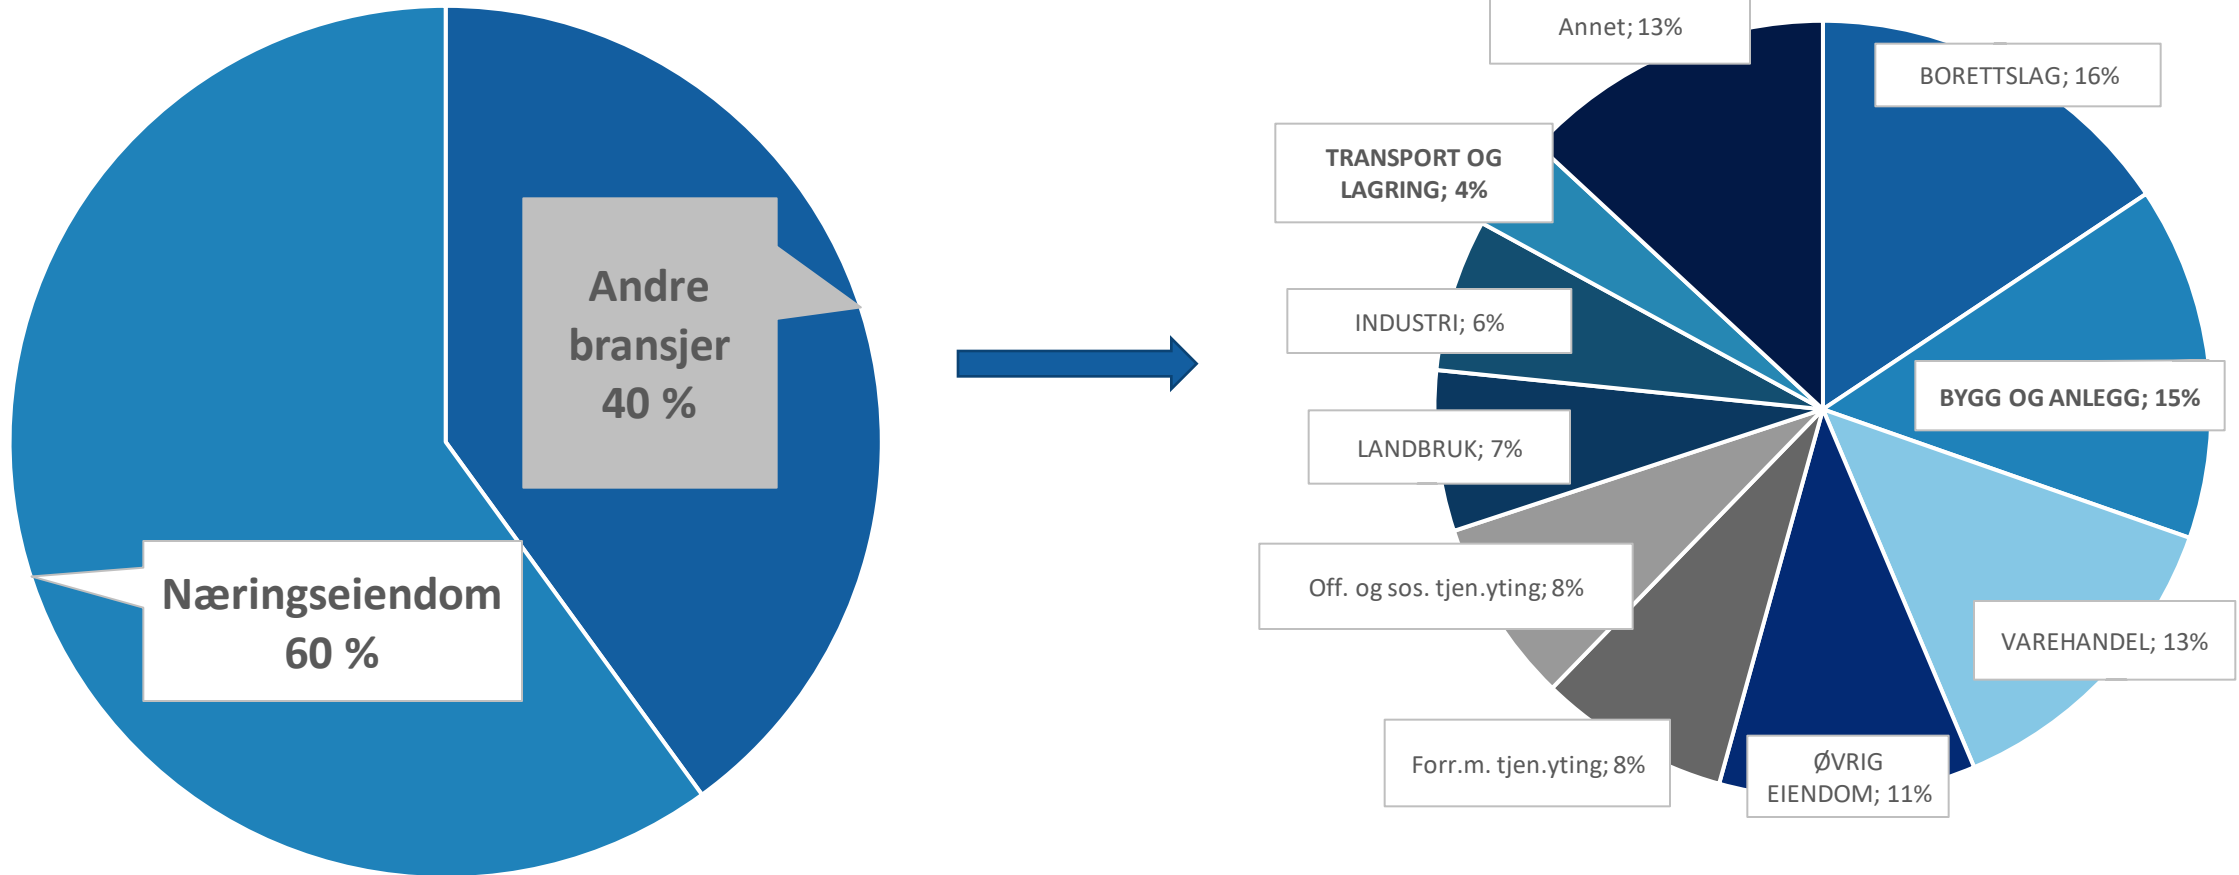 Andre
bransjer
40 %
Næringseiendom
60 %
Annet; 13%
BORETTSLAG; 16%
TRANSPORT OG
LAGRING; 4%
INDUSTRI; 6%
BYGG OG ANLEGG; 15%
LANDBRUK; 7%
Off. og sos. tjen.yting; 8%
VAREHANDEL; 13%
Forr.m. tjen.yting; 8%
ØVRIG
EIENDOM; 11%